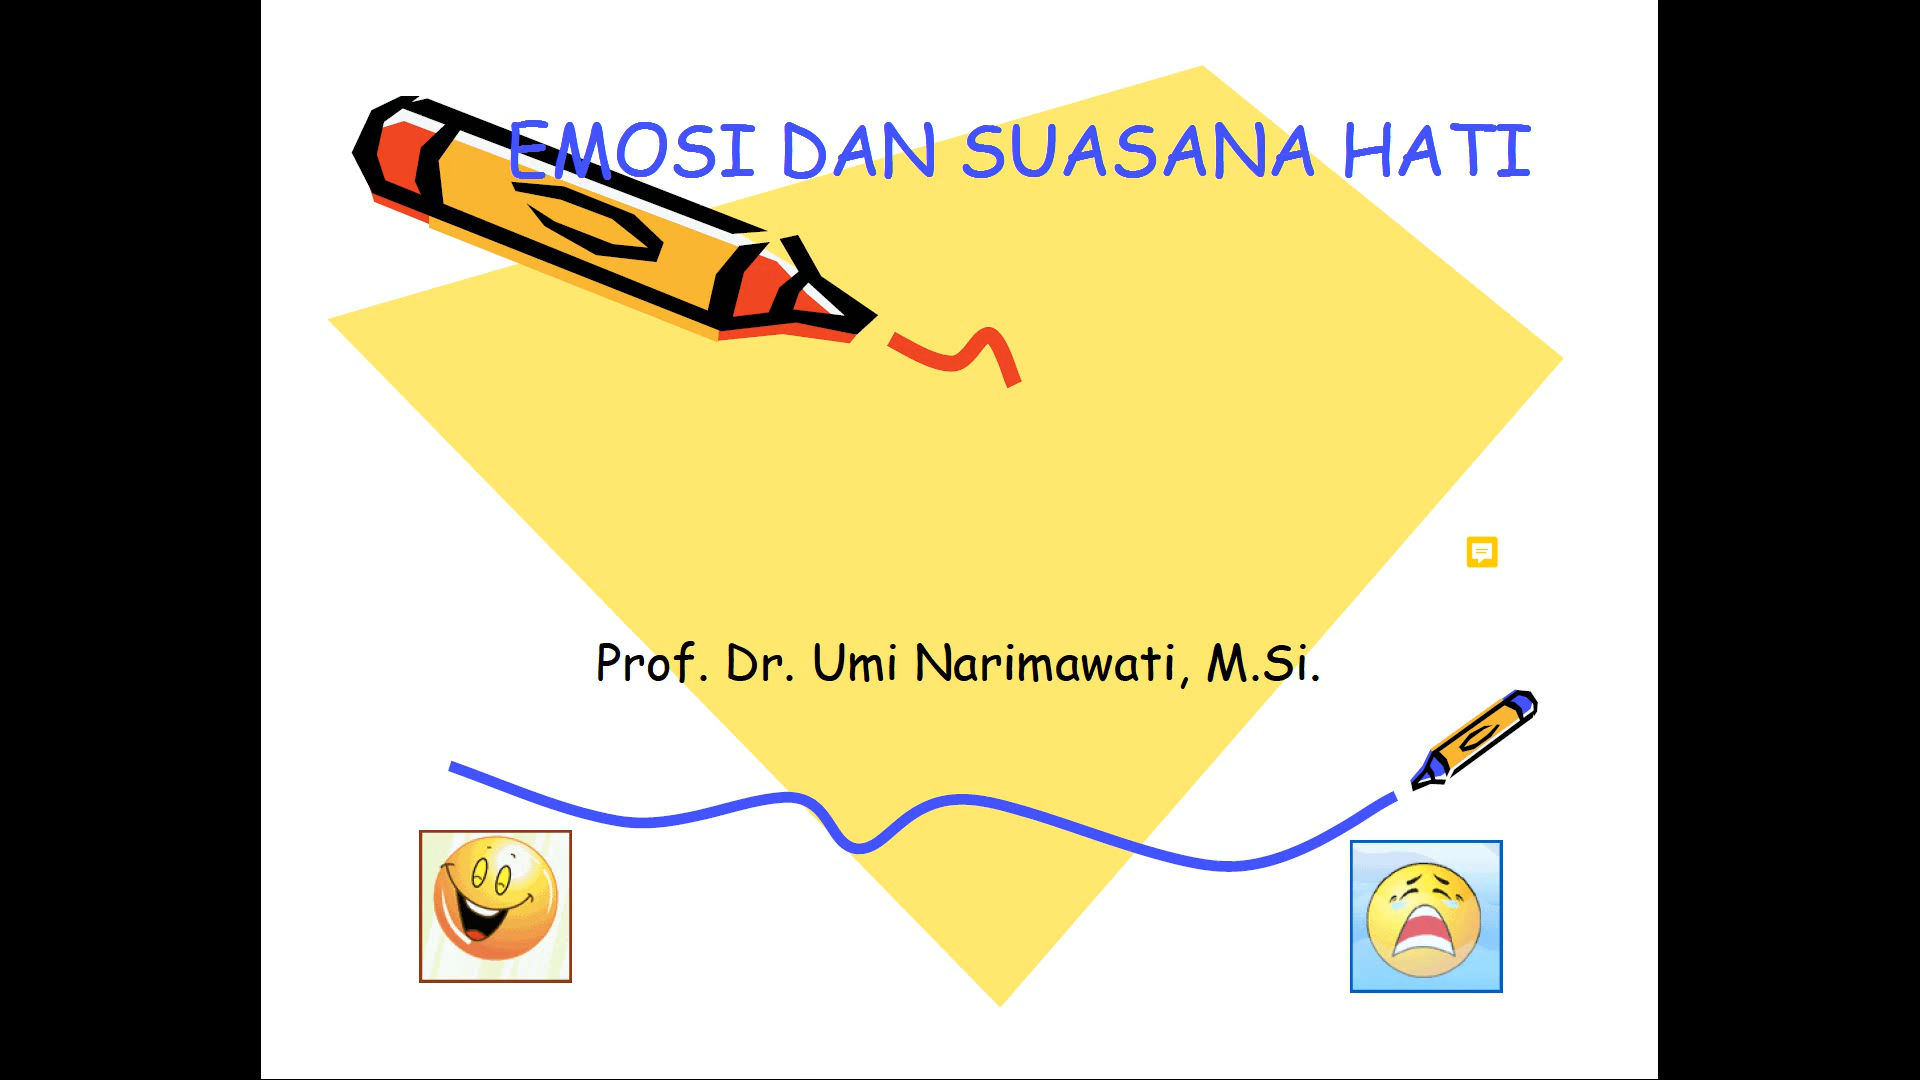 EMOSI DAN SUASANA HATI
Prof. Dr. Umi Narimawati, M.Si.